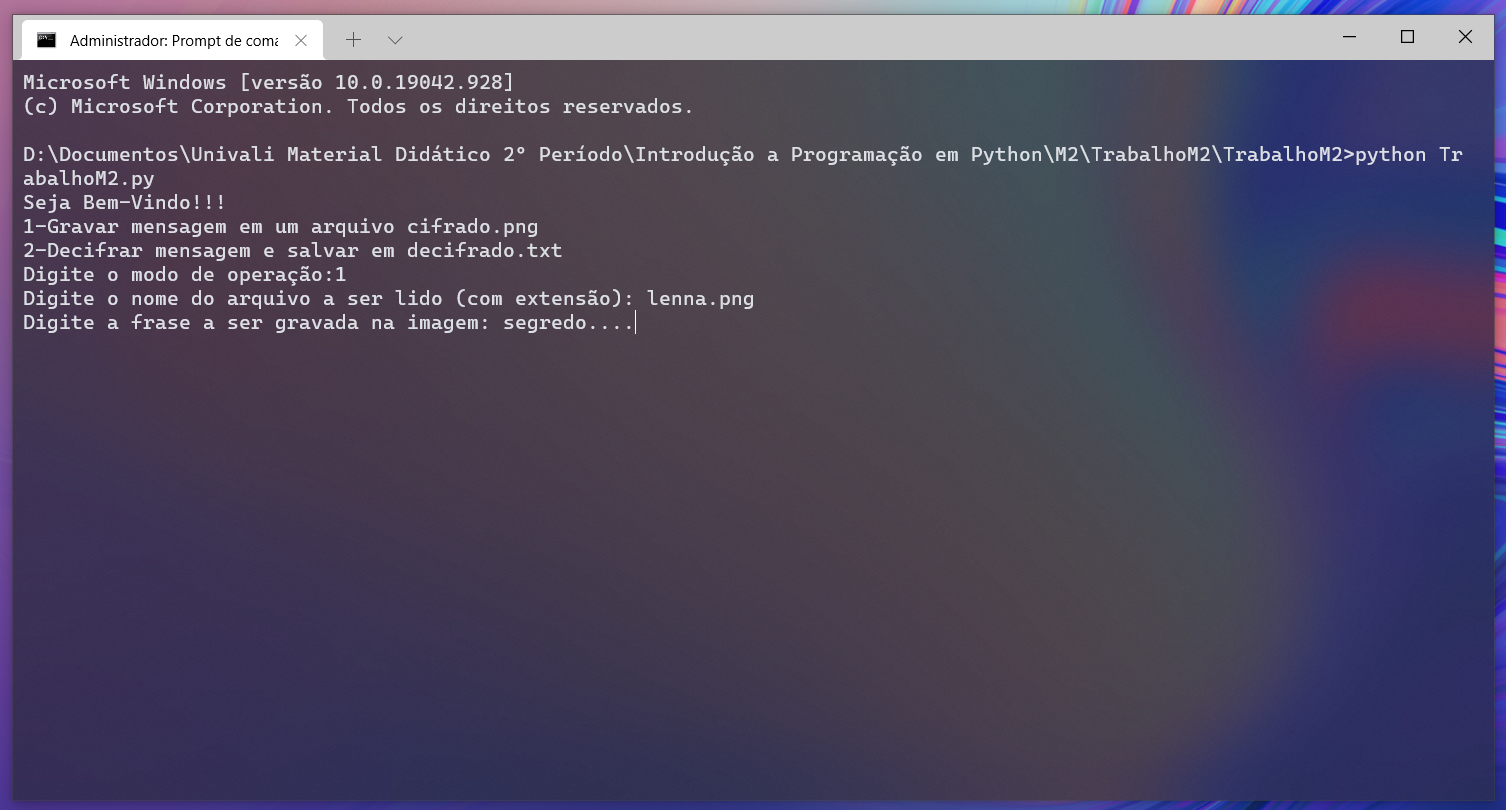 Administrador: Prompt de coma
Microsoft Windows [versão 10.0.19042.928]
(c) Microsoft Corporation. Todos os direitos reservados.
D:\Documentos\Univali Material Didático 2° Período\Introdução a Programação em Python\M2\TrabalhoM2\TrabalhoM2>python Tr
abalhoM2.py
Seja Bem-Vindo!!!
1-Gravar mensagem em um arquivo cifrado.png
2-Decifrar mensagem e salvar em decifrado.txt
Digite o modo de operação:1
Digite o nome do arquivo a ser lido (com extensão): lenna.png
Digite a frase a ser gravada na imagem: segredo....